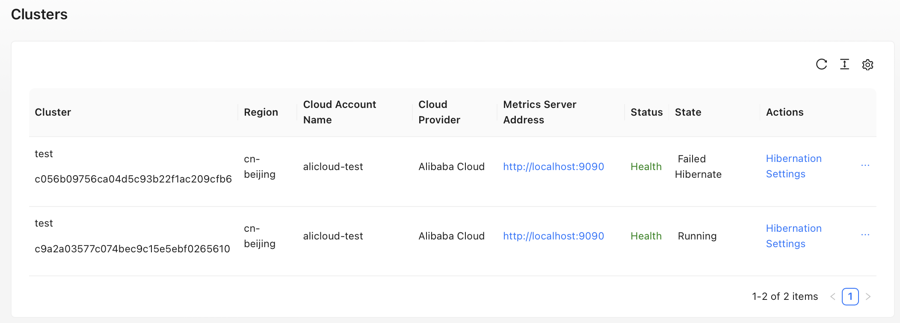 Clusters
Cluster
Region
Cloud Account Name
Cloud Provider
Metrics Server Address
Status
State
Actions
test
c056b09756ca04d5c93b22f1ac209cfb6
cn-
beijing
alicloud-test
Alibaba Cloud
http://localhost:9090
Health
Failed
Hibernate
Hibernation
Settings
...
test
c9a2a03577c074bec9c15e5ebf0265610
cn-
beijing
alicloud-test
Alibaba Cloud
http://localhost:9090
Health
Running
Hibernation
Settings
...
1-2 of 2 items
1